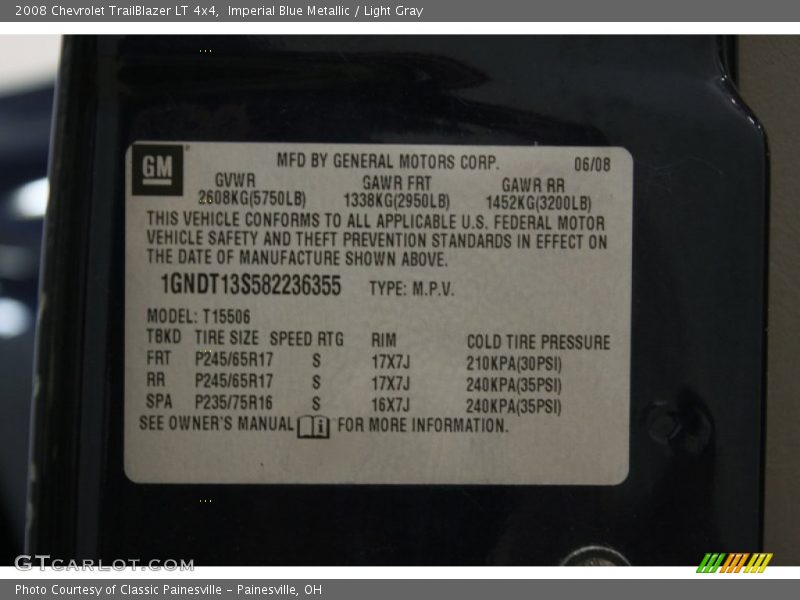 2008 Chevrolet TrailBlazer LT 4x4,  Imperial Blue Metallic / Light Gray
GM
MFD BY GENERAL MOTORS CORP. 06/08
GVWR GAWR FRT GAWR RR
2608KG(5750LB) 1338KG(2950LB) 1452KG(3200LB)
THIS VEHICLE CONFORMS TO ALL APPLICABLE U.S. FEDERAL MOTOR
VEHICLE SAFETY AND THEFT PREVENTION STANDARDS IN EFFECT ON
THE DATE OF MANUFACTURE SHOWN ABOVE.
1GNDT13S582236355 TYPE: M.P.V.
MODEL: T15506
TBKD TIRE SIZE SPEED RTG RIM COLD TIRE PRESSURE
FRT P245/65R17 S 17X7J 210KPA(30PSI)
RR P245/65R17 S 17X7J 240KPA(35PSI)
SPA P235/75R16 S 16X7J 240KPA(35PSI)
SEE OWNER'S MANUAL i FOR MORE INFORMATION.
GTCARLOT.COM
Photo Courtesy of Classic Painesville – Painesville, OH